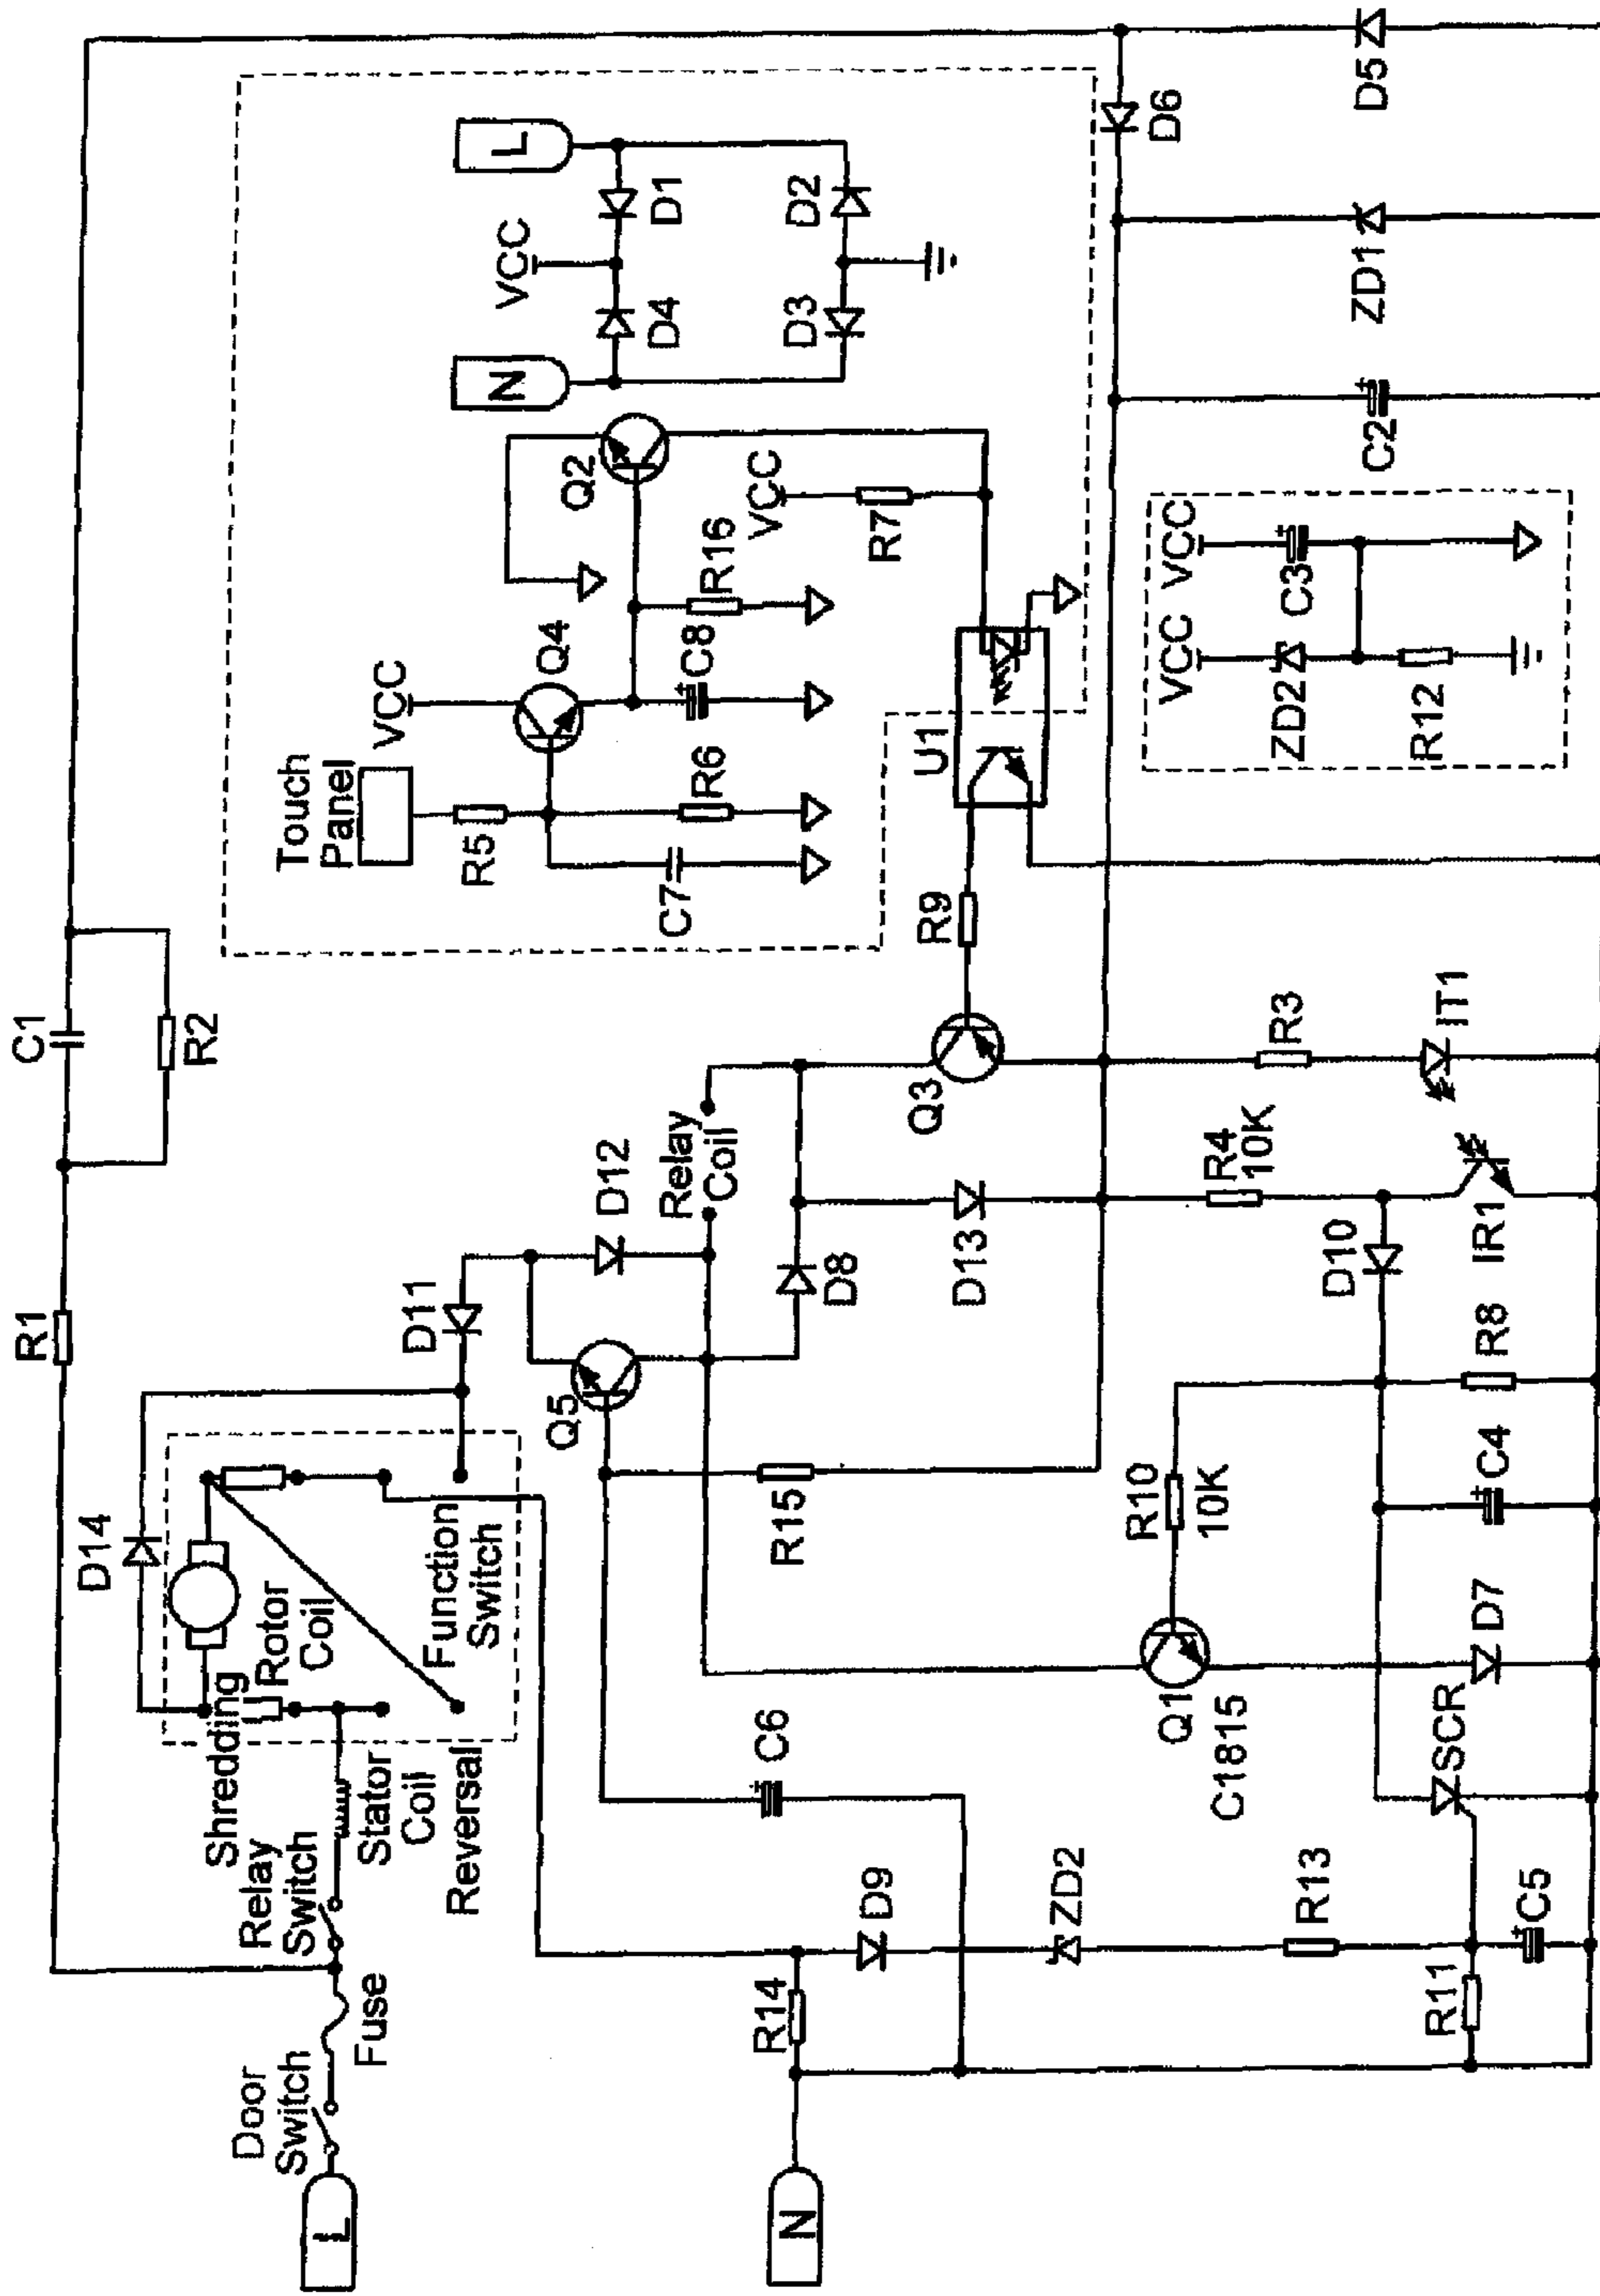 C1
R2
R1
D14
Shredding
Rotor
Coil
Function
Switch
Relay
Switch
Stator
Coil
Reversal
Door
Switch
Fuse
L
N
Touch
Panel
VCC
Q4
R5
R6
C7
C8
R16
Q2
VCC
R7
U1
N
L
VCC
D4
D1
D3
D2
D6
D5
ZD1
C2
VCC
VCC
C3
ZD2
R12
R9
Q3
Relay
Coil
D12
D11
Q5
D8
D13
R15
R3
IT1
R4
10K
IR1
D10
R8
C4
R10
10K
Q1
C1815
D7
SCR
C6
D9
ZD2
R13
R14
R11
C5